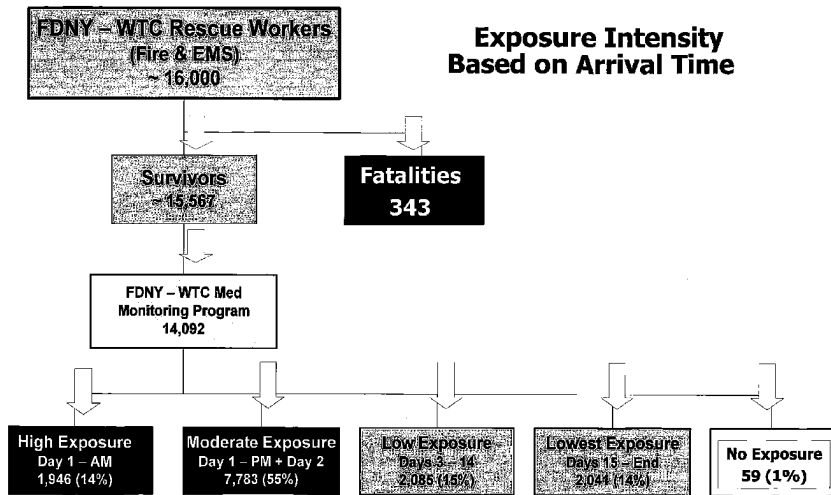 FDNY – WTC Rescue Workers
(Fire & EMS)
~ 16,000
Exposure Intensity
Based on Arrival Time
Survivors
~ 15,567
Fatalities
343
FDNY – WTC Med
Monitoring Program
14,092
High Exposure
Day 1 – AM
1,946 (14%)
Moderate Exposure
Day 1 – PM + Day 2
7,783 (55%)
Low Exposure
Days 3 – 14
2,085 (15%)
Lowest Exposure
Days 15 – End
2,041 (14%)
No Exposure
59 (1%)